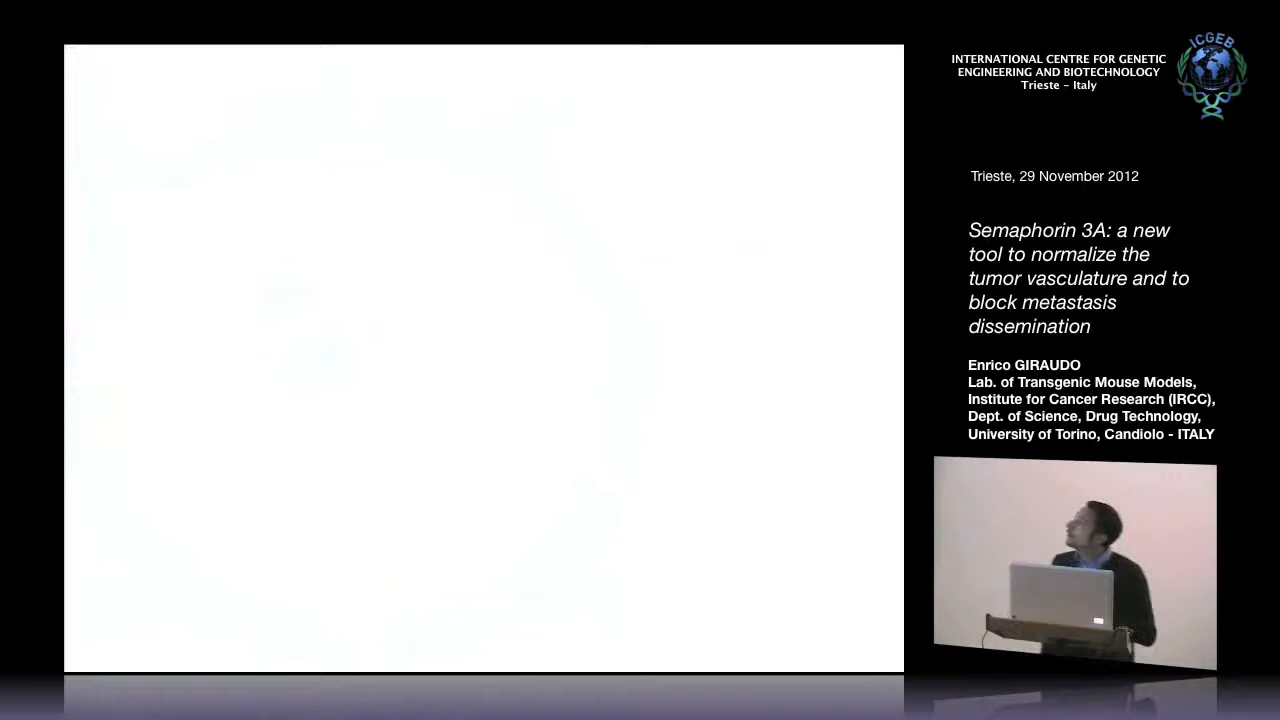 INTERNATIONAL CENTRE FOR GENETIC
ENGINEERING AND BIOTECHNOLOGY
Trieste – Italy
ICGEB
Trieste, 29 November 2012
Semaphorin 3A: a new
tool to normalize the
tumor vasculature and to
block metastasis
dissemination
Enrico GIRAUDO
Lab. of Transgenic Mouse Models,
Institute for Cancer Research (IRCC),
Dept. of Science, Drug Technology,
University of Torino, Candiolo - ITALY